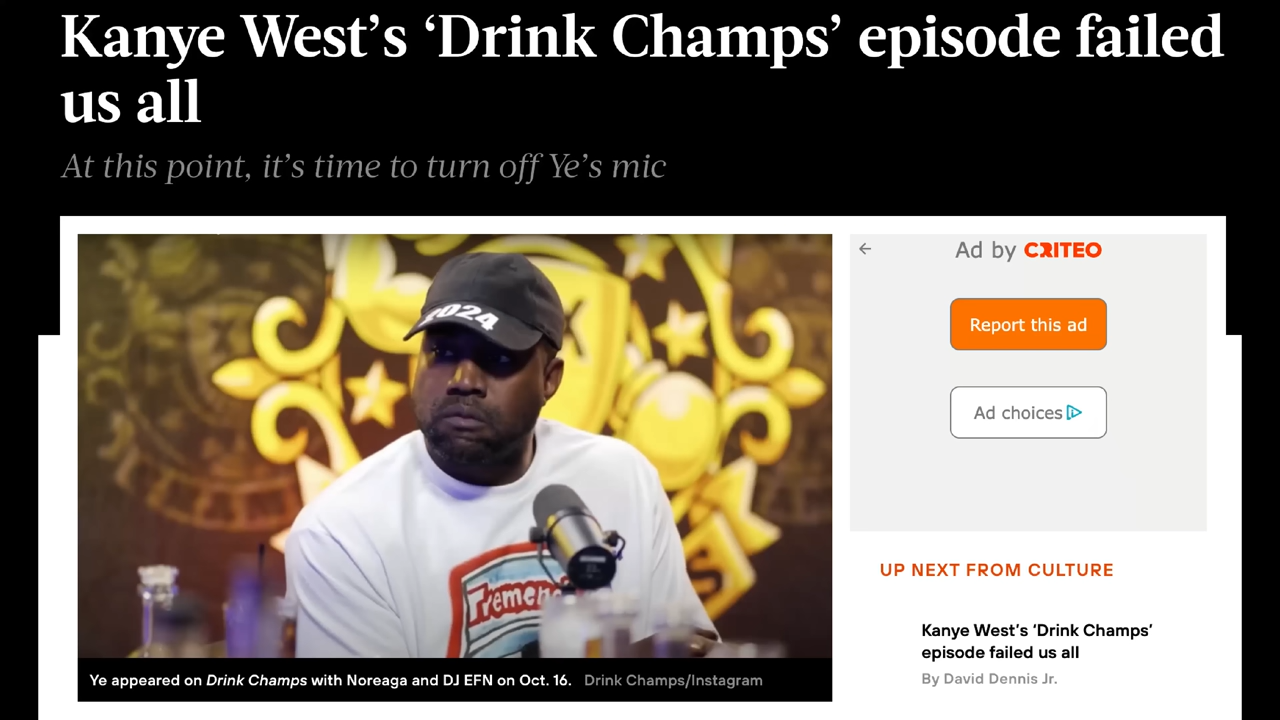 Kanye West’s ‘Drink Champs’ episode failed
us all
At this point, it’s time to turn off Ye’s mic
2024
Ye appeared on Drink Champs with Noreaga and DJ EFN on Oct. 16. Drink Champs/Instagram
Ad by CRITEO
Report this ad
Ad choices
UP NEXT FROM CULTURE
Kanye West’s ‘Drink Champs’
episode failed us all
By David Dennis Jr.